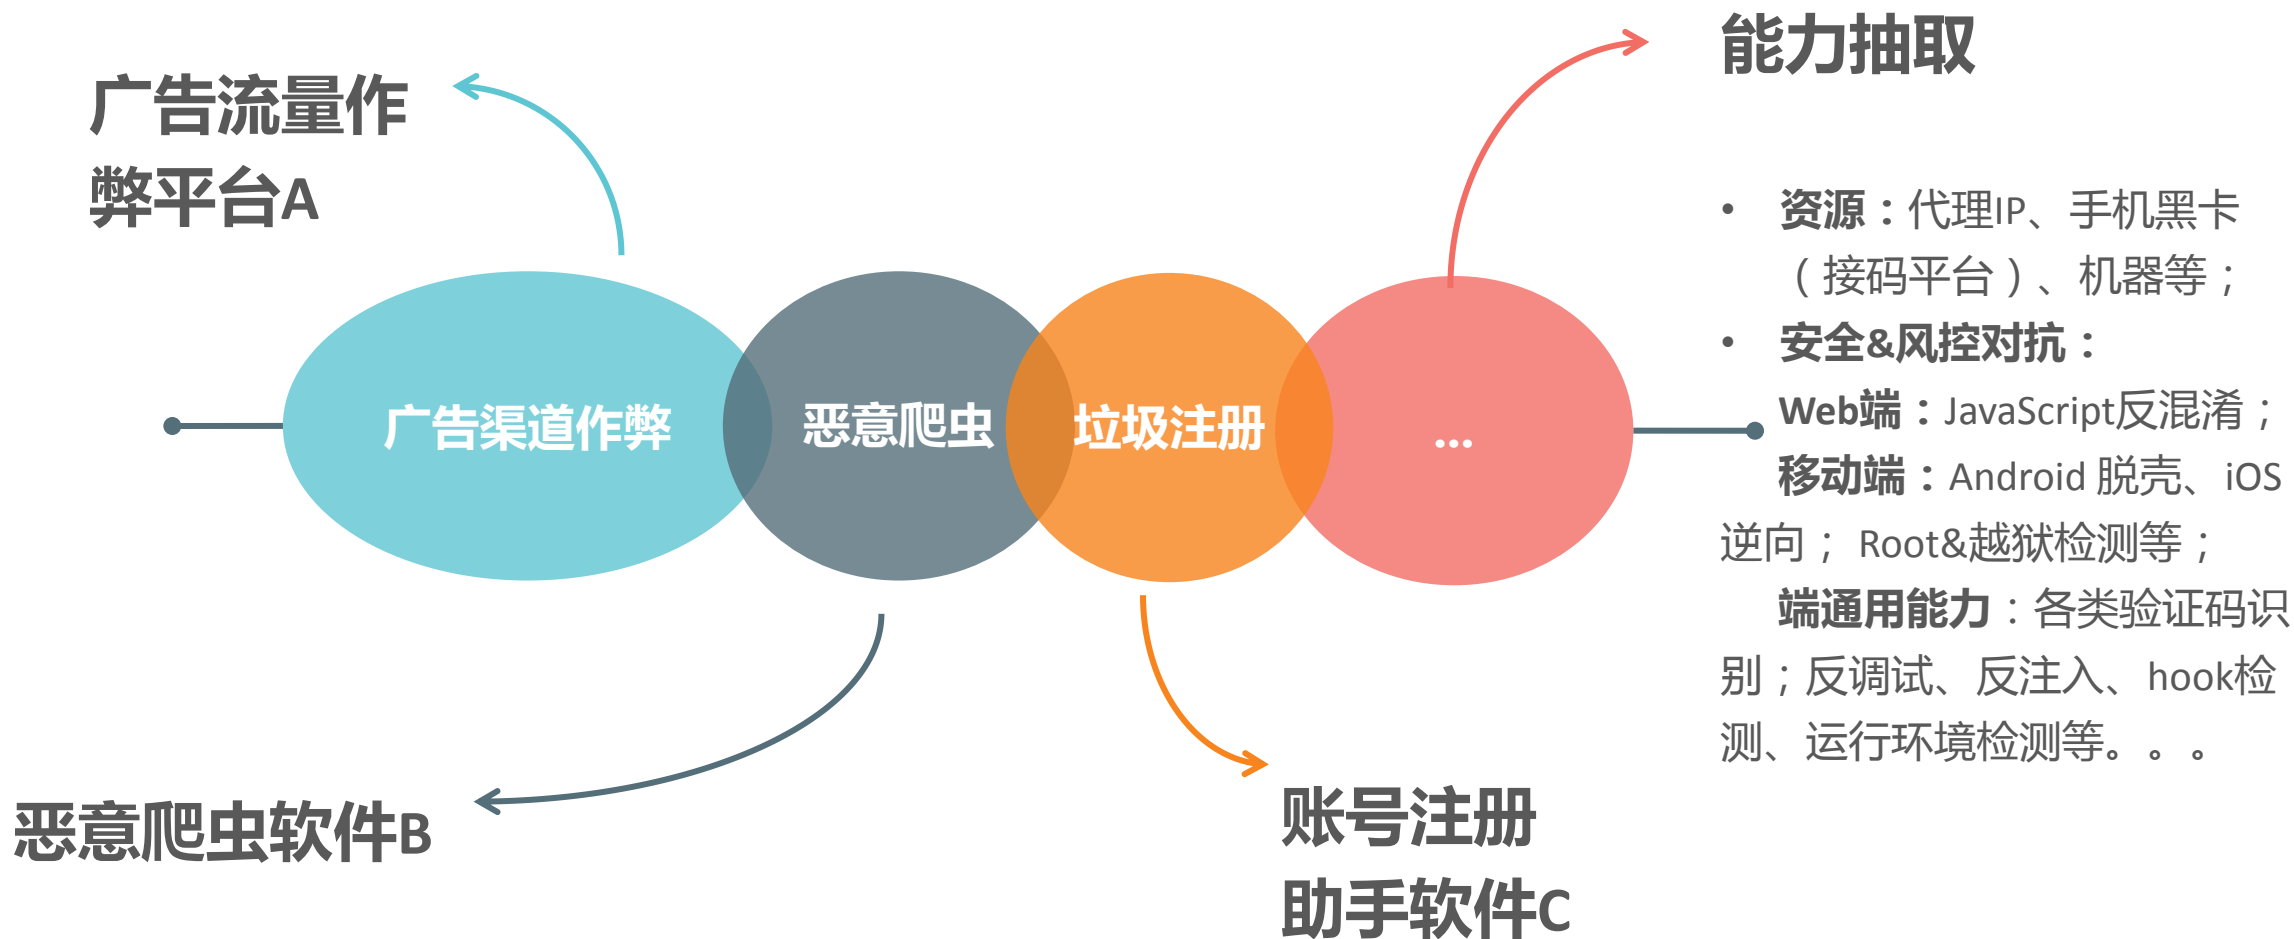 广告流量作
弊平台A
能力抽取
• 资源：代理IP、手机黑卡
（接码平台）、机器等；
• 安全&风控对抗：
Web端：JavaScript反混淆；
移动端：Android 脱壳、iOS
逆向； Root&越狱检测等；
端通用能力：各类验证码识
别；反调试、反注入、hook检
测、运行环境检测等。。。
广告渠道作弊
恶意爬虫
垃圾注册
...
恶意爬虫软件B
账号注册
助手软件C